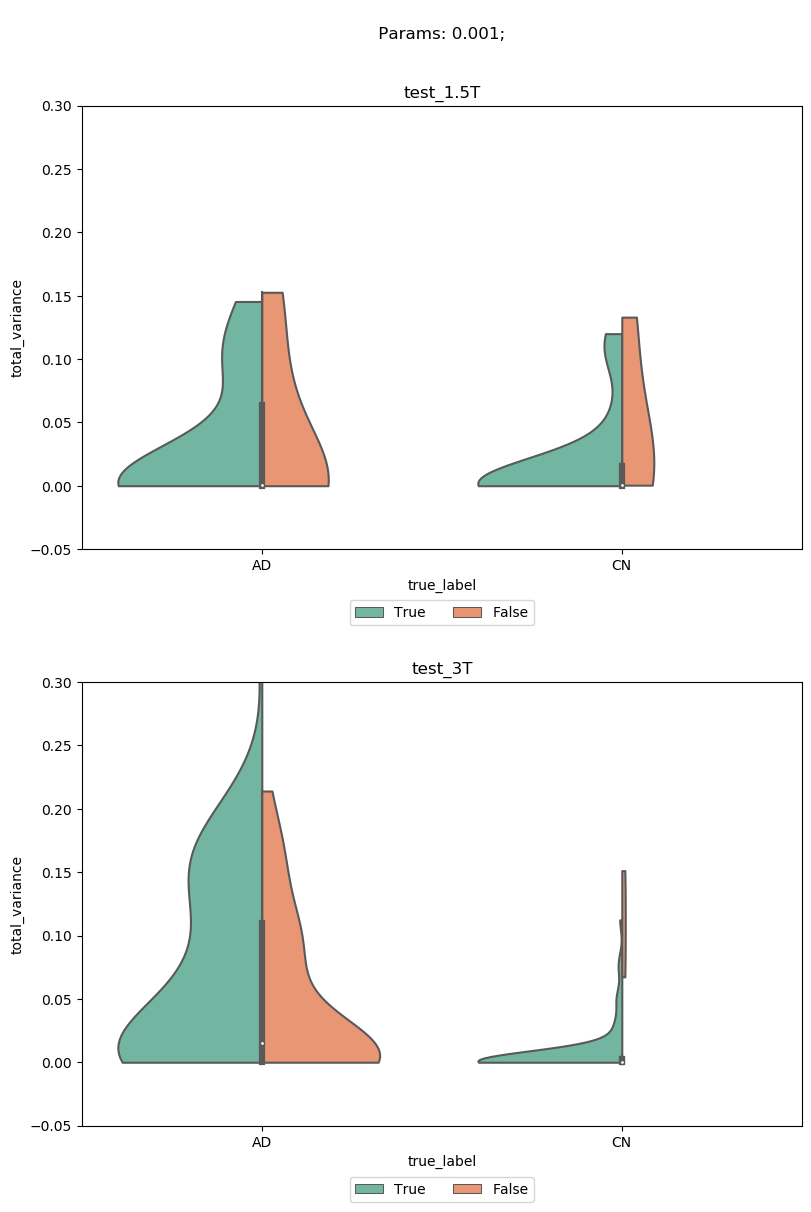 Params: 0.001;
test_1.5T
0.30
0.25
0.20
0.15
0.10
0.05
0.00
−0.05
total_variance
AD CN
true_label
True False
test_3T
0.30
0.25
0.20
0.15
0.10
0.05
0.00
−0.05
total_variance
AD CN
true_label
True False